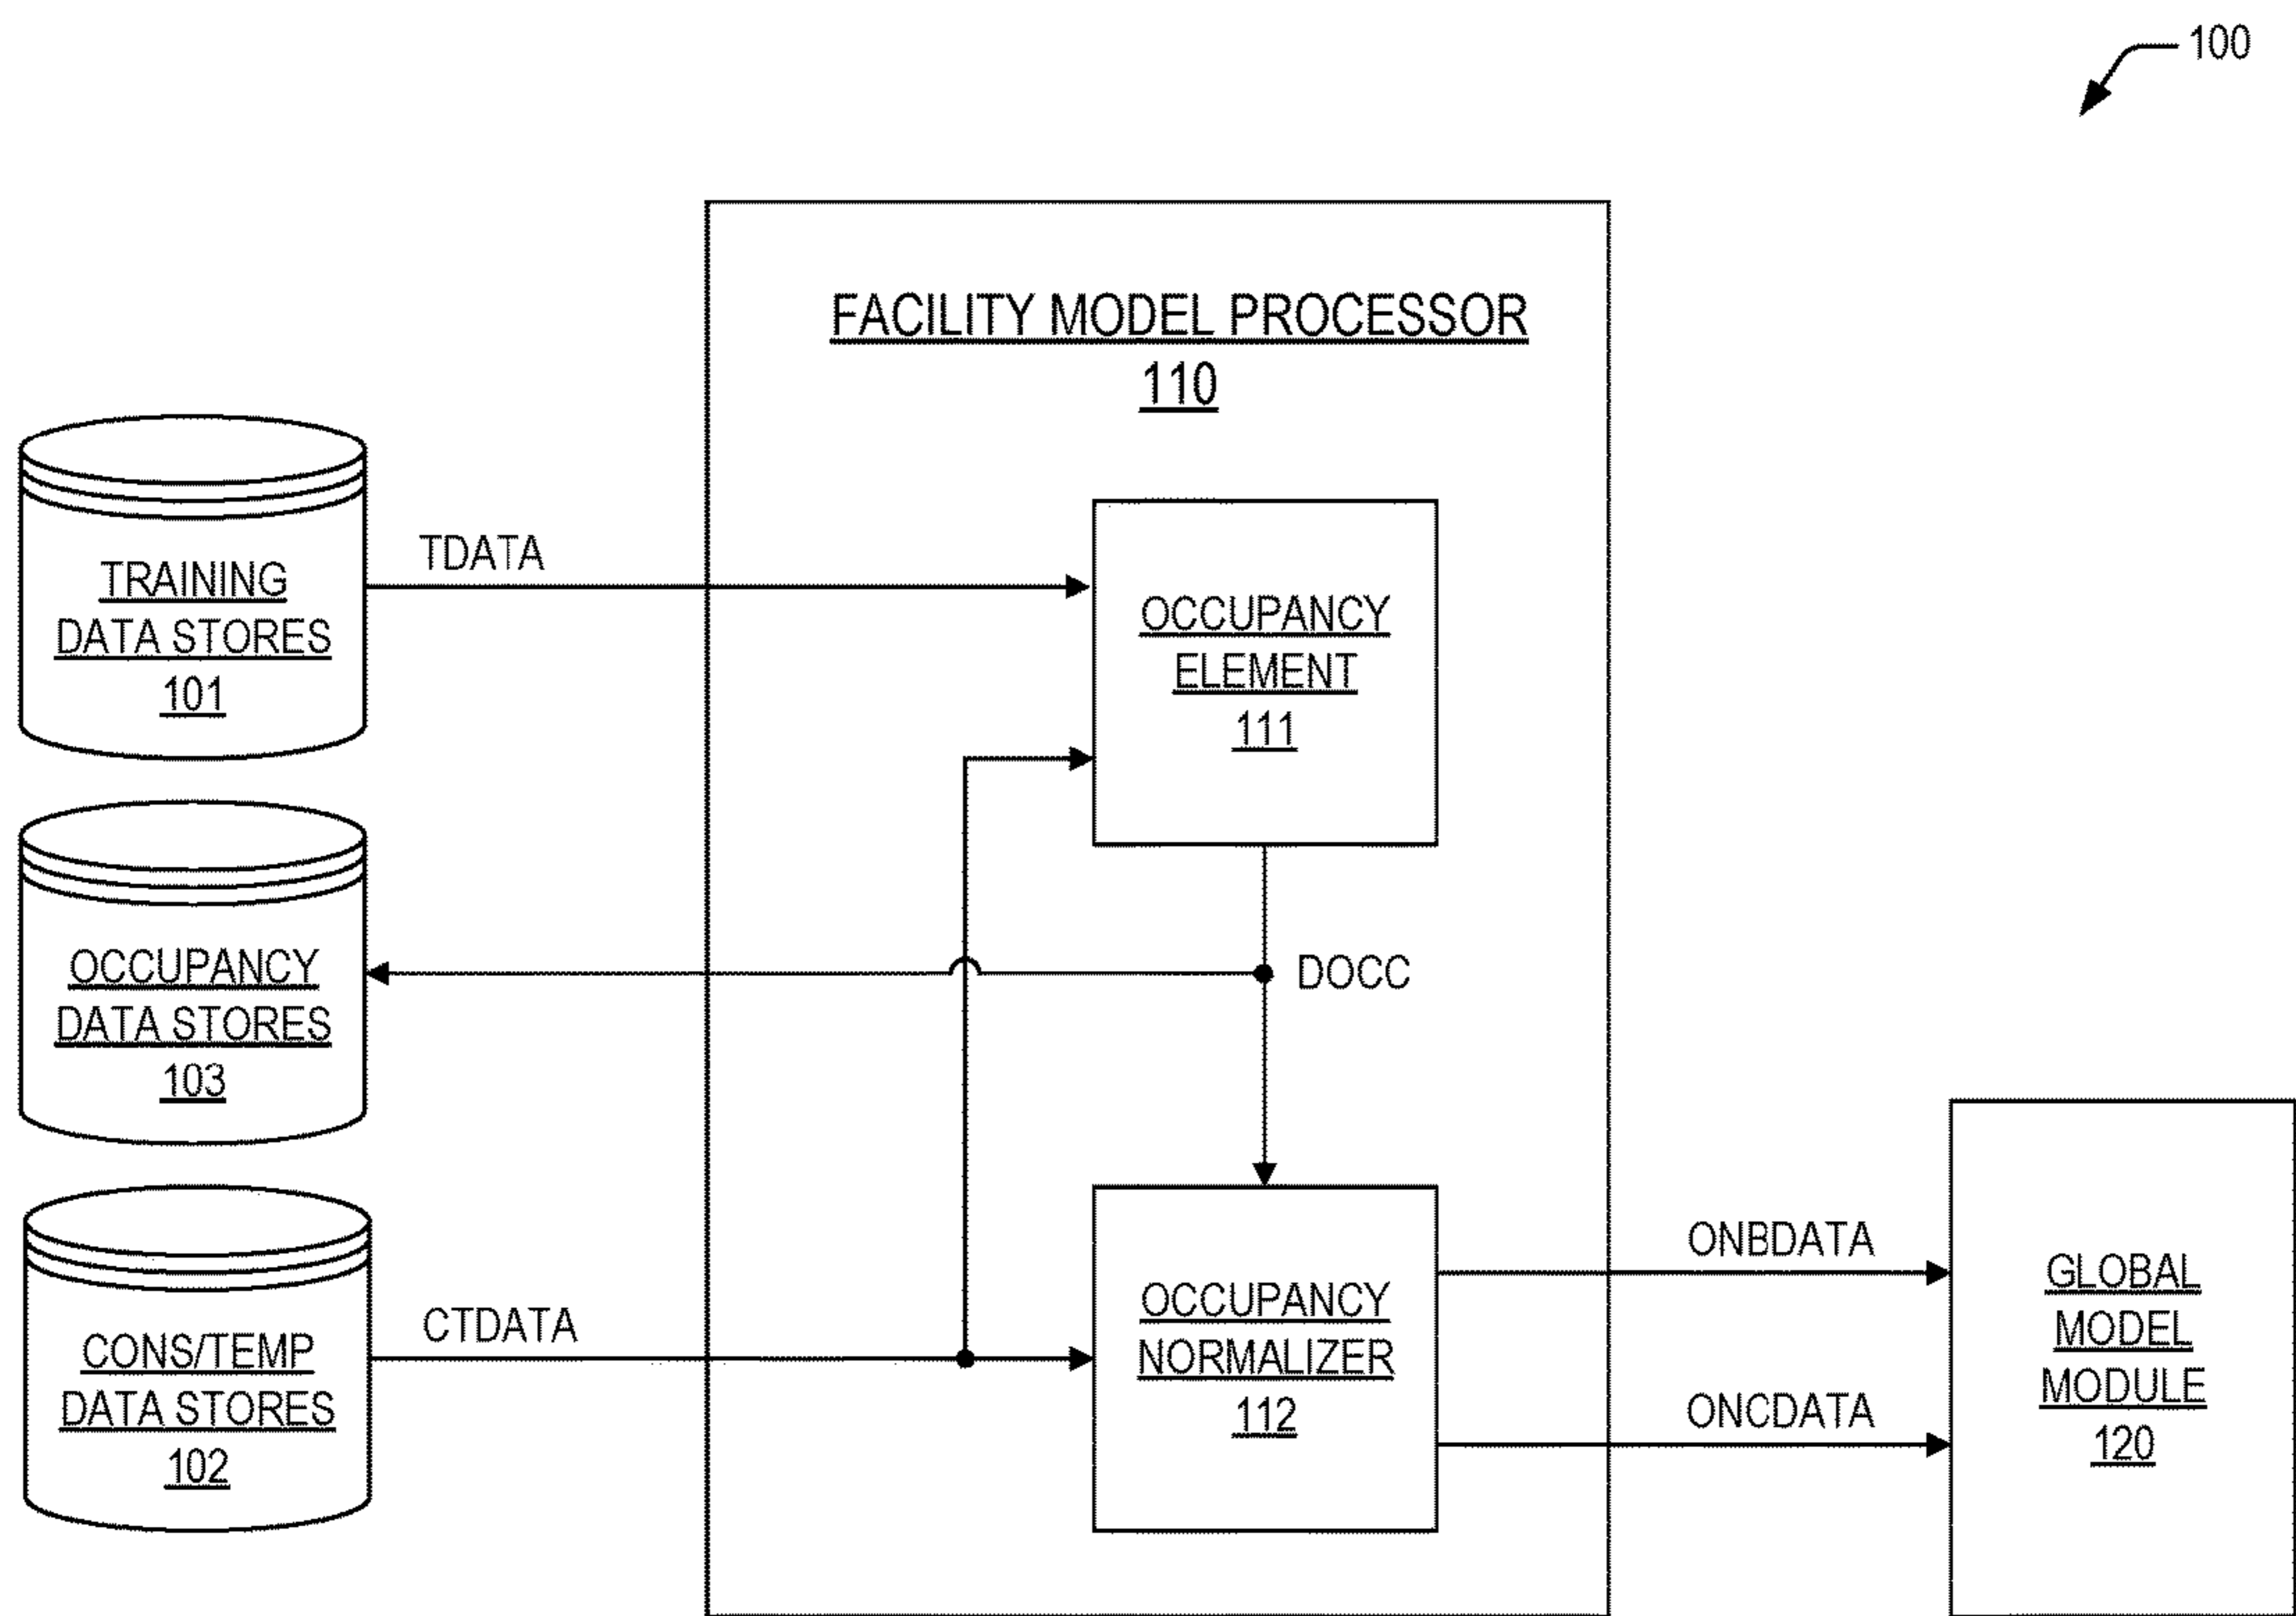 100
FACILITY MODEL PROCESSOR
110
TRAINING
DATA STORES
101
TDATA
OCCUPANCY
ELEMENT
111
OCCUPANCY
DATA STORES
103
DOCC
CONS/TEMP
DATA STORES
102
CTDATA
OCCUPANCY
NORMALIZER
112
ONBDATA
ONCDATA
GLOBAL
MODEL
MODULE
120